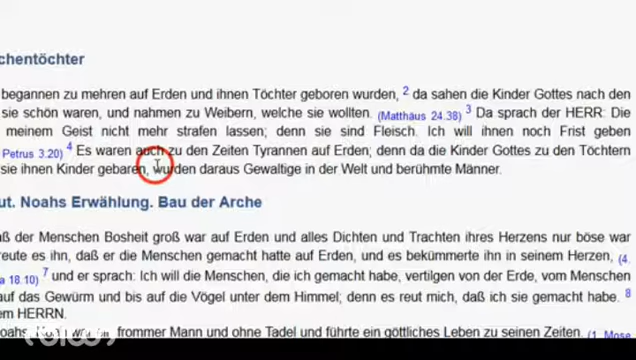 chentöchter
begannen zu mehren auf Erden und ihnen Töchter geboren wurden, 2 da sahen die Kinder Gottes nach den
sie schön waren, und nahmen zu Weibern, welche sie wollten. (Matthäus 24.38) 3 Da sprach der HERR: Die
meinem Geist nicht mehr strafen lassen; denn sie sind Fleisch. Ich will ihnen noch Frist geben
Petrus 3.20) 4 Es waren auch zu den Zeiten Tyrannen auf Erden; denn da die Kinder Gottes zu den Töchtern
sie ihnen Kinder gebaren, wurden daraus Gewaltige in der Welt und berühmte Männer.
ut. Noahs Erwählung. Bau der Arche
aß der Menschen Bosheit groß war auf Erden und alles Dichten und Trachten ihres Herzens nur böse war
reute es ihn, daß er die Menschen gemacht hatte auf Erden, und es bekümmerte ihn in seinem Herzen, (4.
a 18.10) 7 und er sprach: Ich will die Menschen, die ich gemacht habe, vertilgen von der Erde, vom Menschen
auf das Gewürm und bis auf die Vögel unter dem Himmel; denn es reut mich, daß ich sie gemacht habe. 8
em HERRN.
frommer Mann und ohne Tadel und führte ein göttliches Leben zu seinen Zeiten. (1. Mose